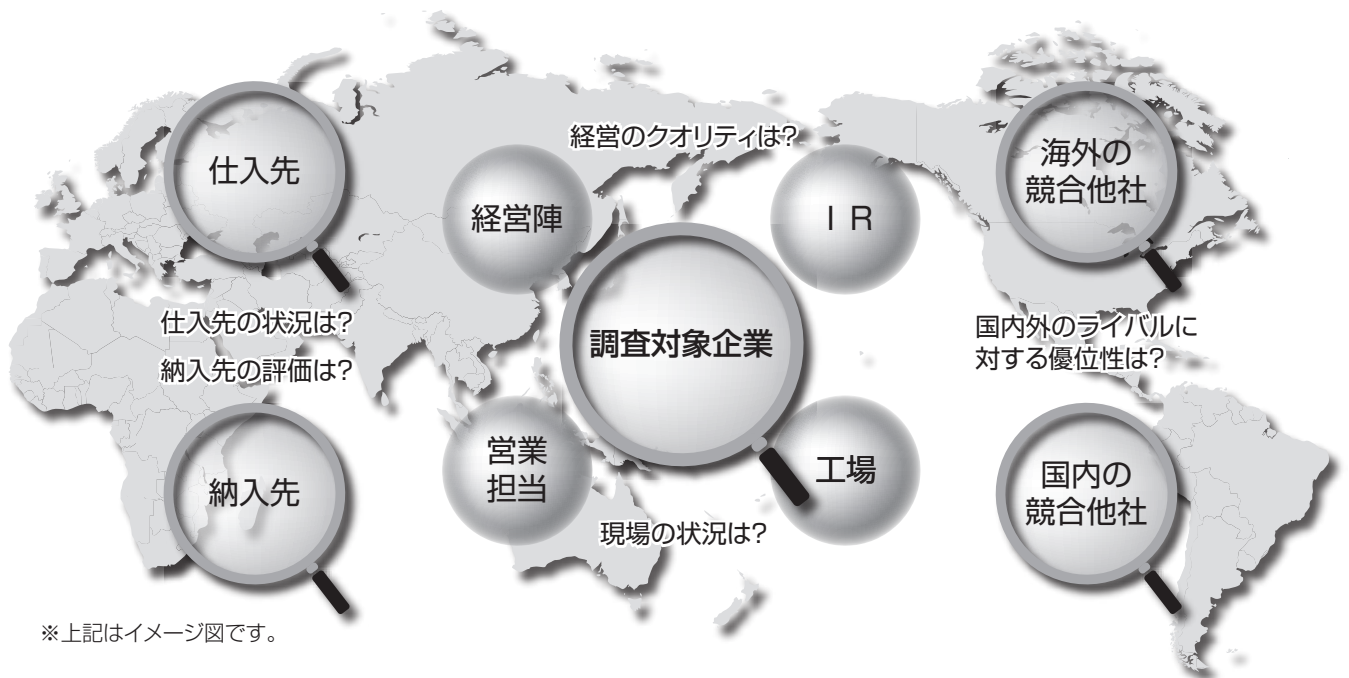 経営のクオリティは?
仕入先
海外の
競合他社
経営陣
I R
仕入先の状況は?
納入先の評価は?
調査対象企業
国内外のライバルに
対する優位性は?
営業
担当
工場
納入先
国内の
競合他社
現場の状況は?
※上記はイメージ図です。